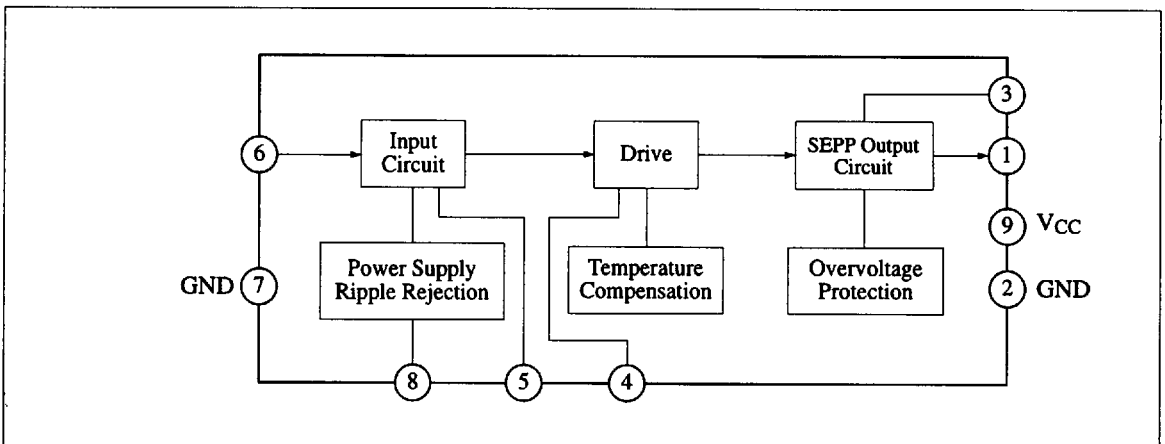 3
6
Input
Circuit
Drive
SEPP Output
Circuit
1
9 VCC
GND 7
Power Supply
Ripple Rejection
Temperature
Compensation
Overvoltage
Protection
2 GND
8
5
4